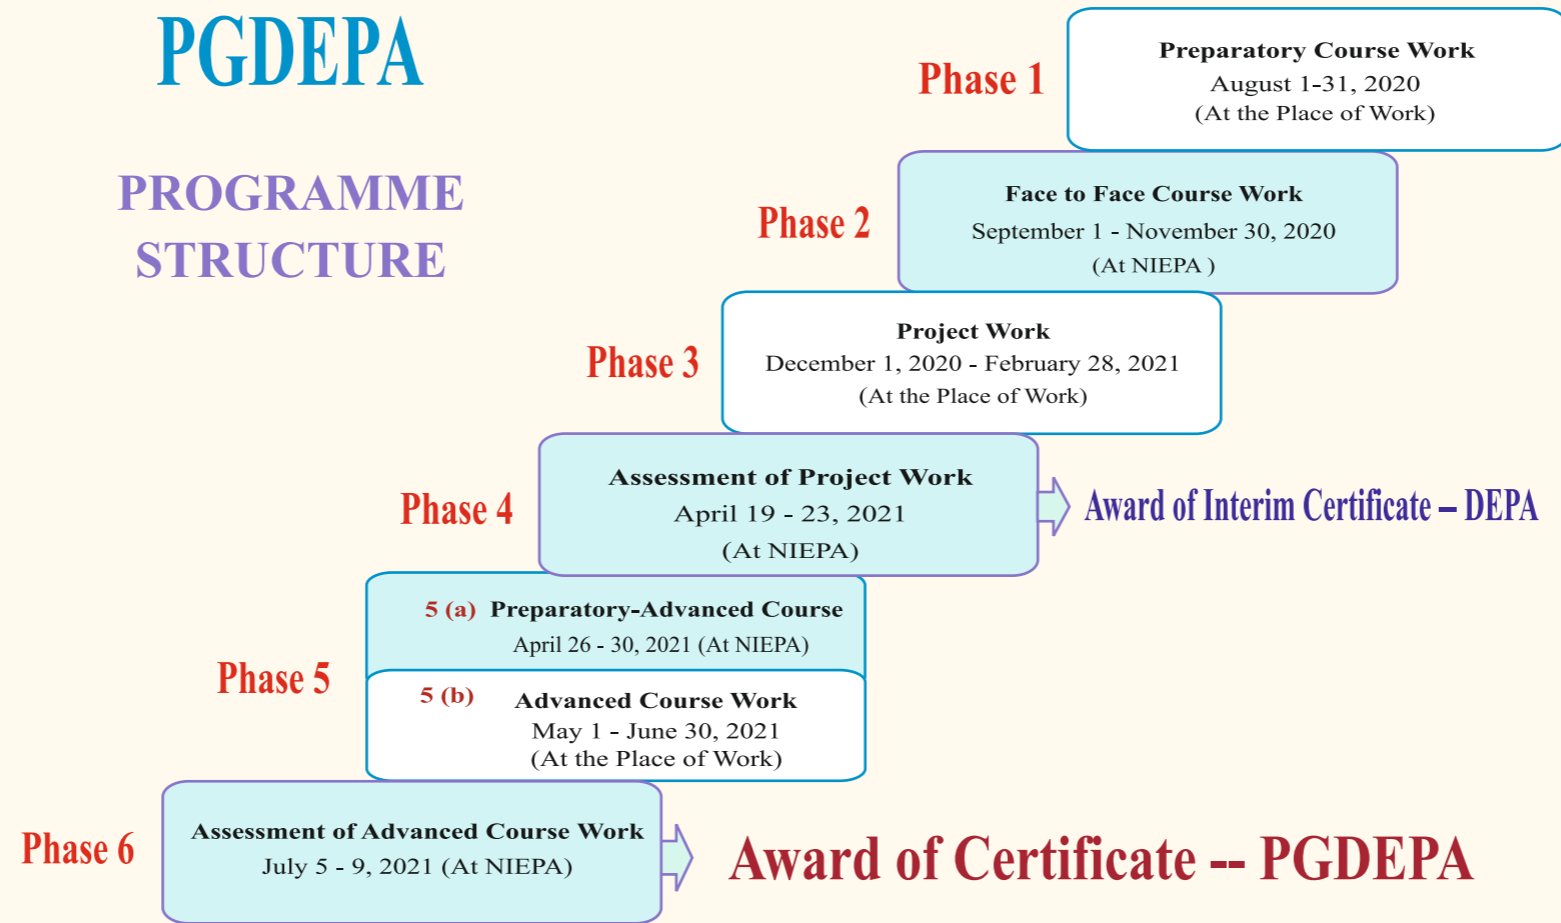 PGDEPA
PROGRAMME
STRUCTURE
Phase 1
Preparatory Course Work
August 1-31, 2020
(At the Place of Work)
Phase 2
Face to Face Course Work
September 1 - November 30, 2020
(At NIEPA )
Phase 3
Project Work
December 1, 2020 - February 28, 2021
(At the Place of Work)
Phase 4
Assessment of Project Work
April 19 - 23, 2021
(At NIEPA)
Award of Interim Certificate – DEPA
Phase 5
5 (a) Preparatory-Advanced Course
April 26 - 30, 2021 (At NIEPA)
5 (b) Advanced Course Work
May 1 - June 30, 2021
(At the Place of Work)
Phase 6
Assessment of Advanced Course Work
July 5 - 9, 2021 (At NIEPA)
Award of Certificate -- PGDEPA